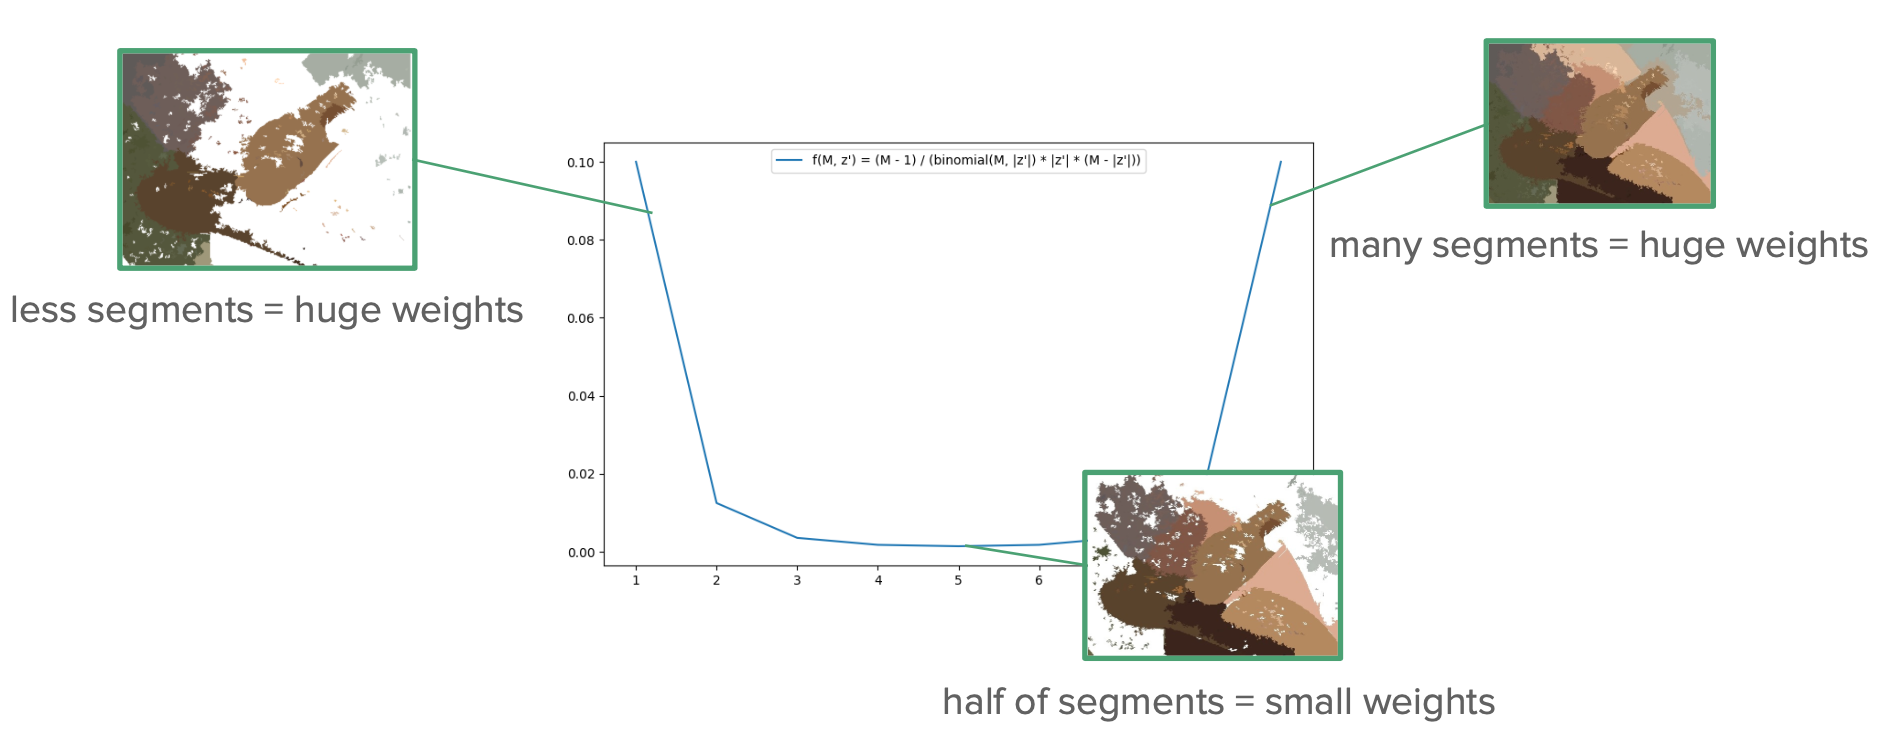 f(M, z') = (M - 1) / (binomial(M, |z'|) * |z'| * (M - |z'|))
0.10
0.08
0.06
0.04
0.02
0.00
1 2 3 4 5 6
less segments = huge weights
many segments = huge weights
half of segments = small weights